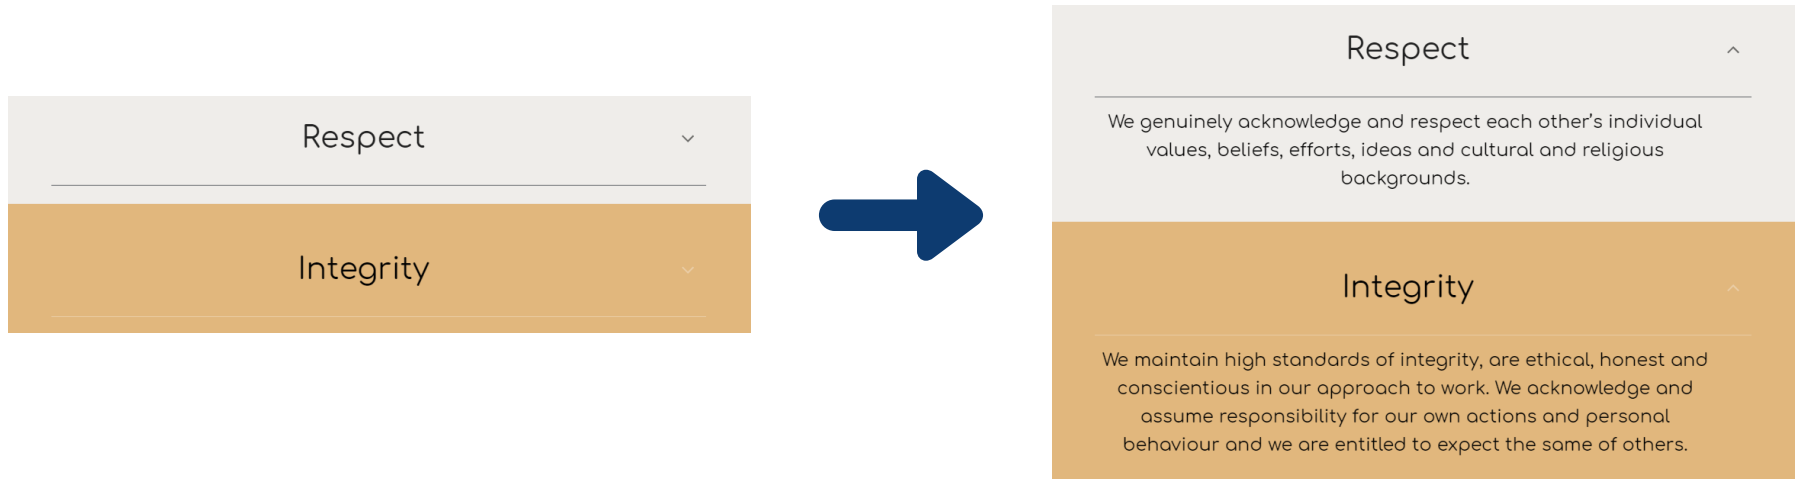 Respect
Integrity
Respect
We genuinely acknowledge and respect each other’s individual
values, beliefs, efforts, ideas and cultural and religious
backgrounds.
Integrity
We maintain high standards of integrity, are ethical, honest and
conscientious in our approach to work. We acknowledge and
assume responsibility for our own actions and personal
behaviour and we are entitled to expect the same of others.